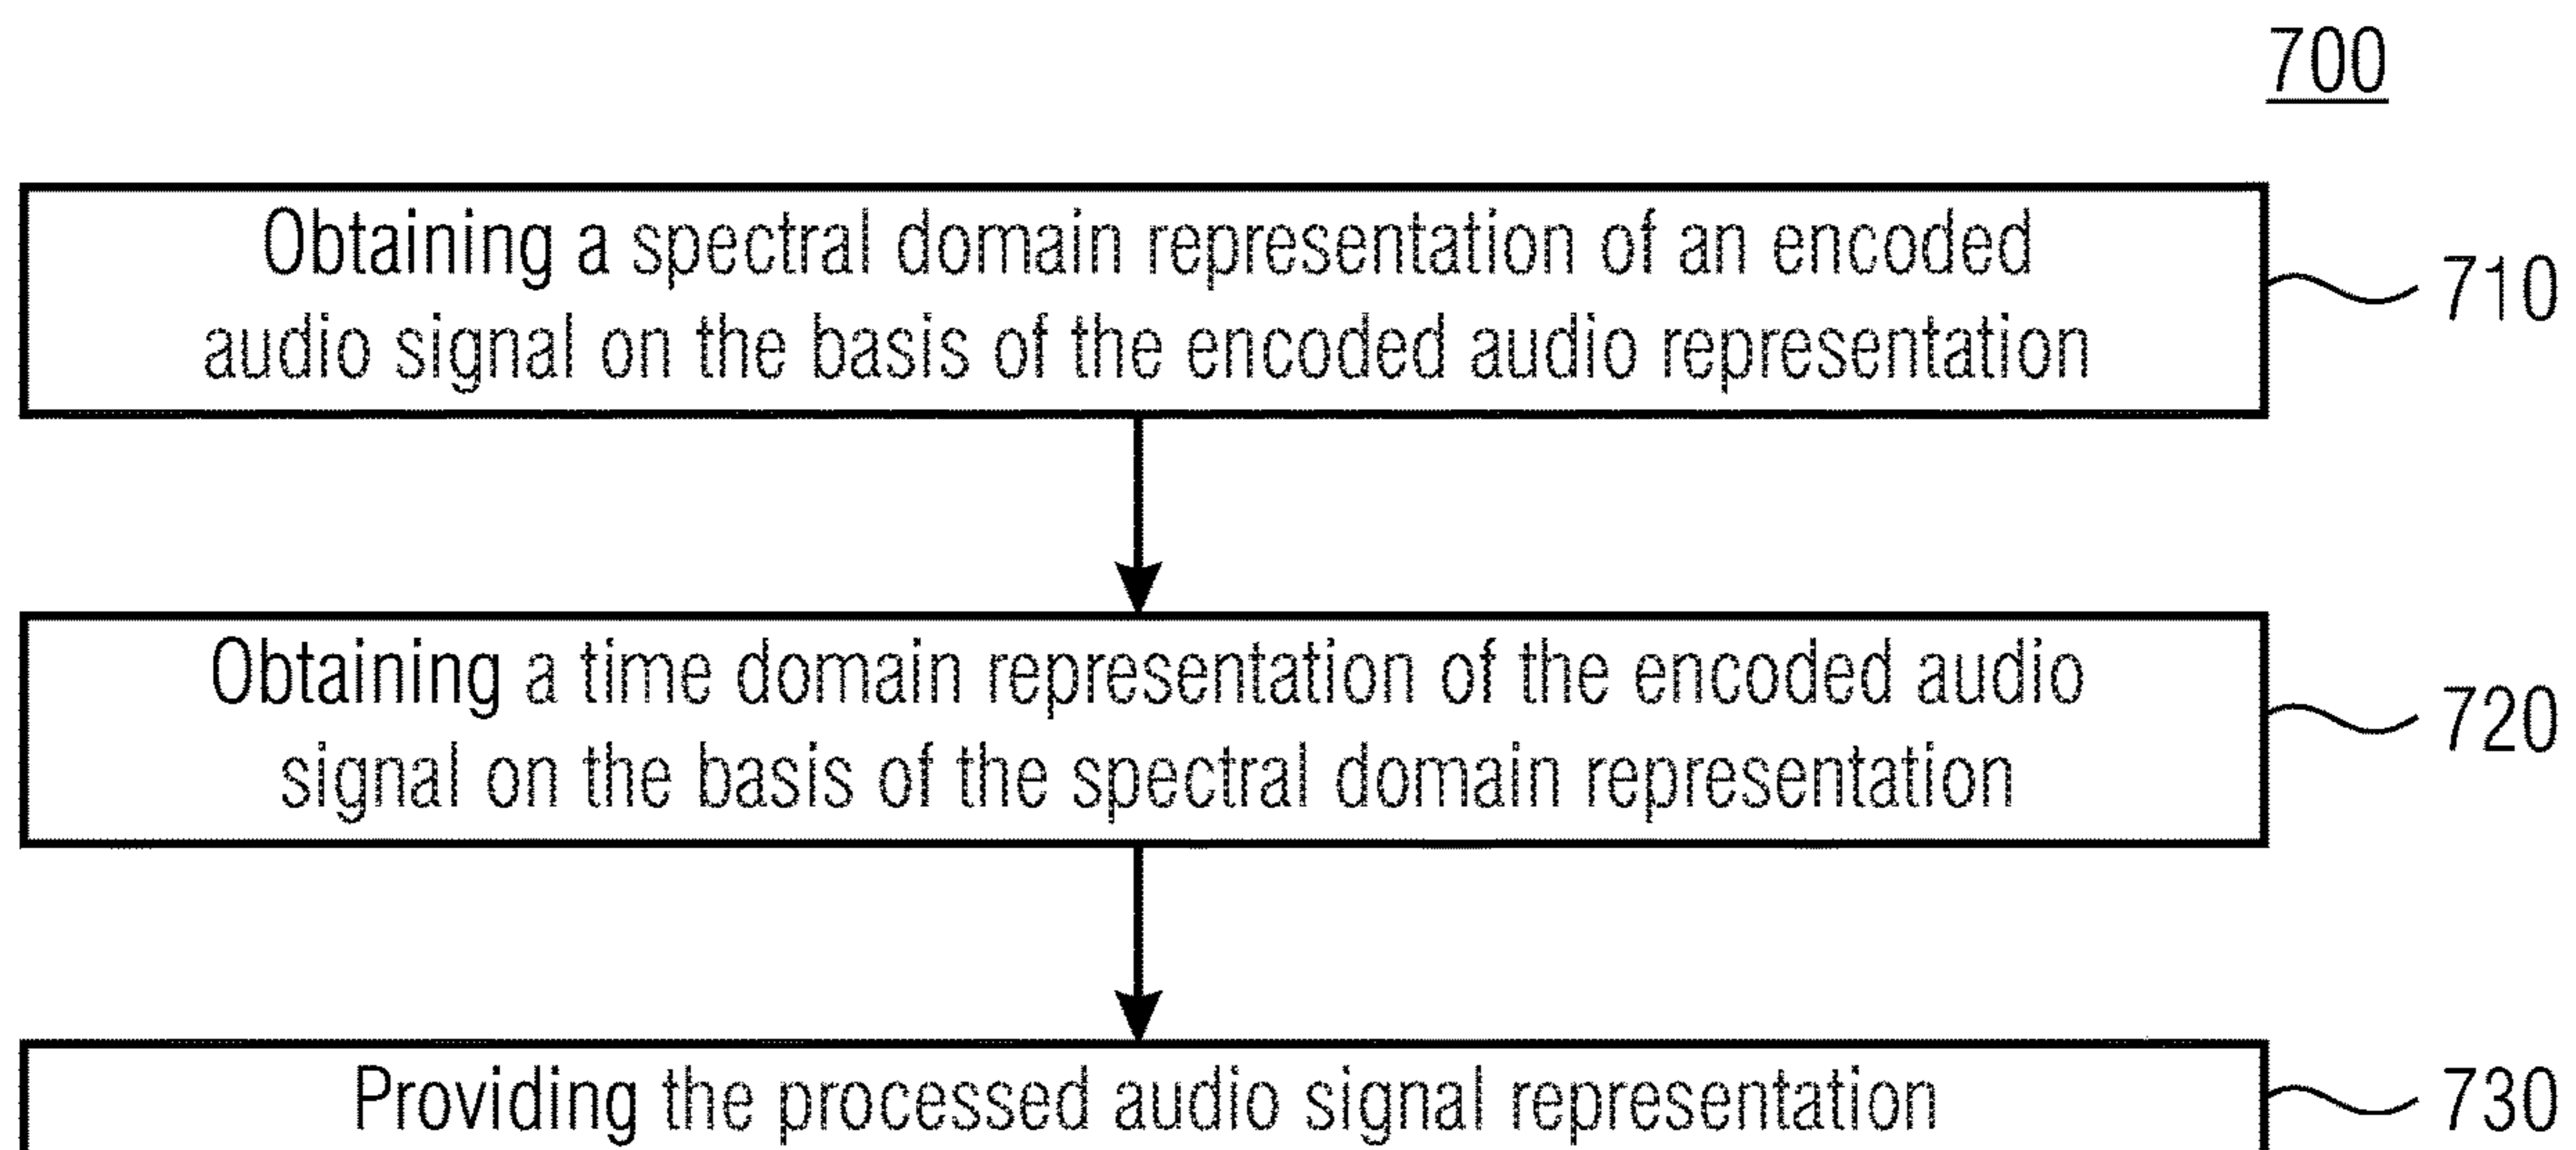 700
Obtaining a spectral domain representation of an encoded
audio signal on the basis of the encoded audio representation
710
Obtaining a time domain representation of the encoded audio
signal on the basis of the spectral domain representation
720
Providing the processed audio signal representation
730